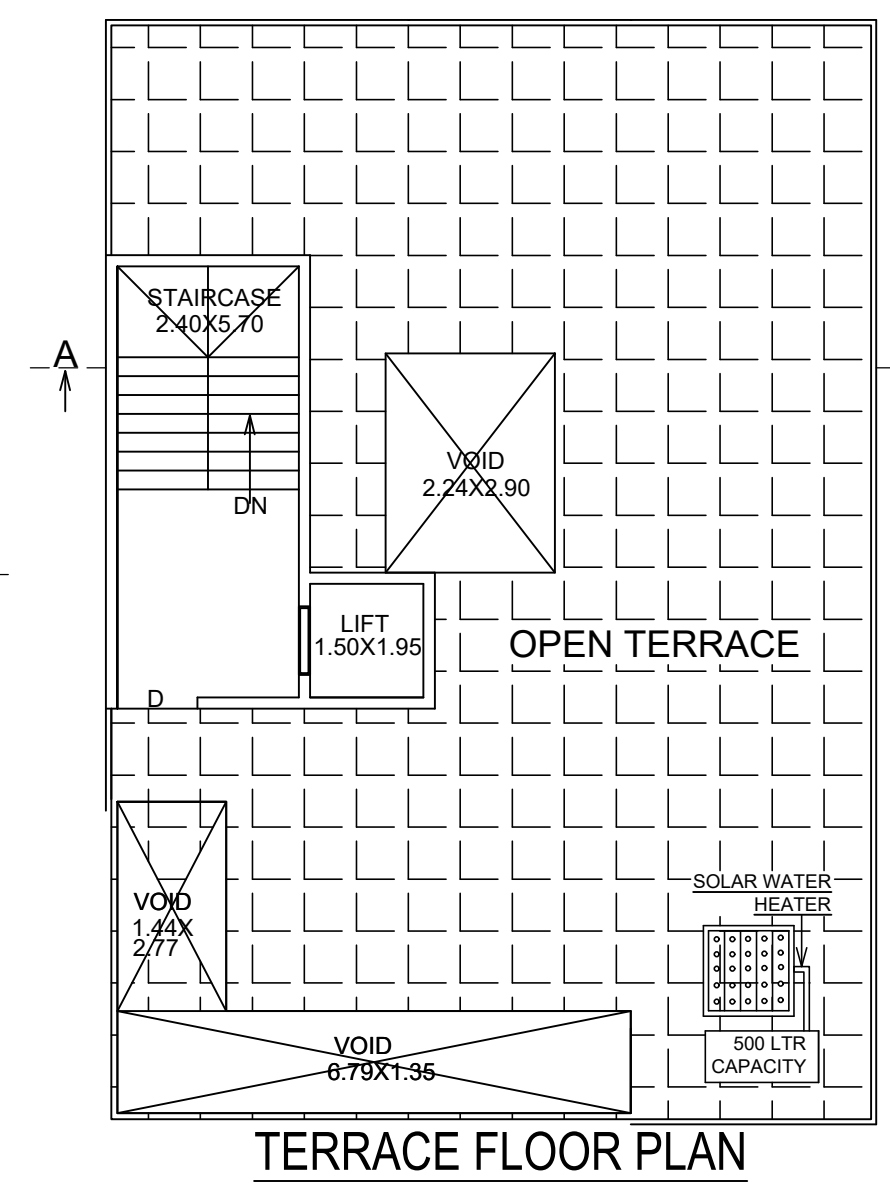 STAIRCASE
2.40X5.70
A
VOID
2.24X2.90
DN
LIFT
1.50X1.95
OPEN TERRACE
D
SOLAR WATER
HEATER
VOID
1.44X
2.77
500 LTR
CAPACITY
VOID
6.79X1.35
TERRACE FLOOR PLAN